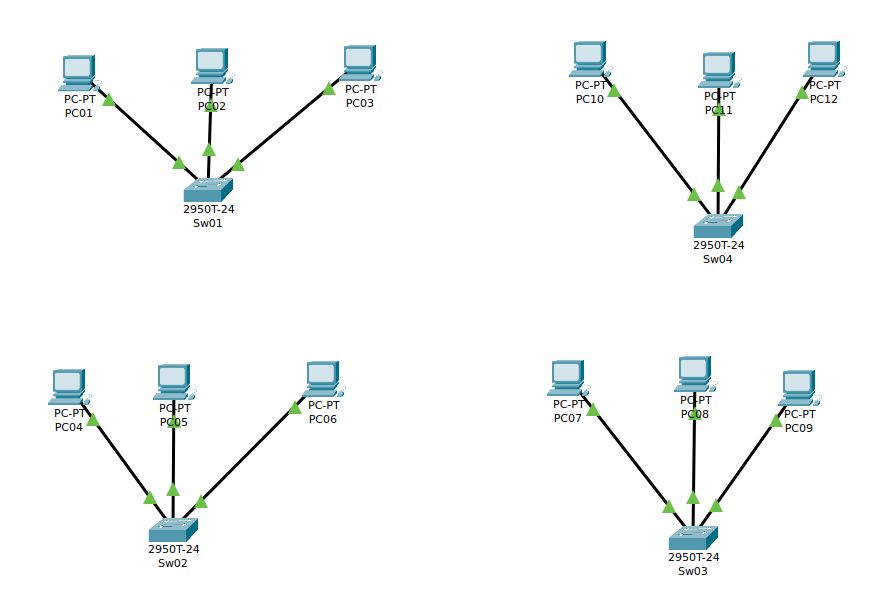 PC-PT
PC01
PC-PT
PC02
PC-PT
PC03
2950T-24
Sw01
PC-PT
PC10
PC-PT
PC11
PC-PT
PC12
2950T-24
Sw04
PC-PT
PC04
PC-PT
PC05
PC-PT
PC06
2950T-24
Sw02
PC-PT
PC07
PC-PT
PC08
PC-PT
PC09
2950T-24
Sw03